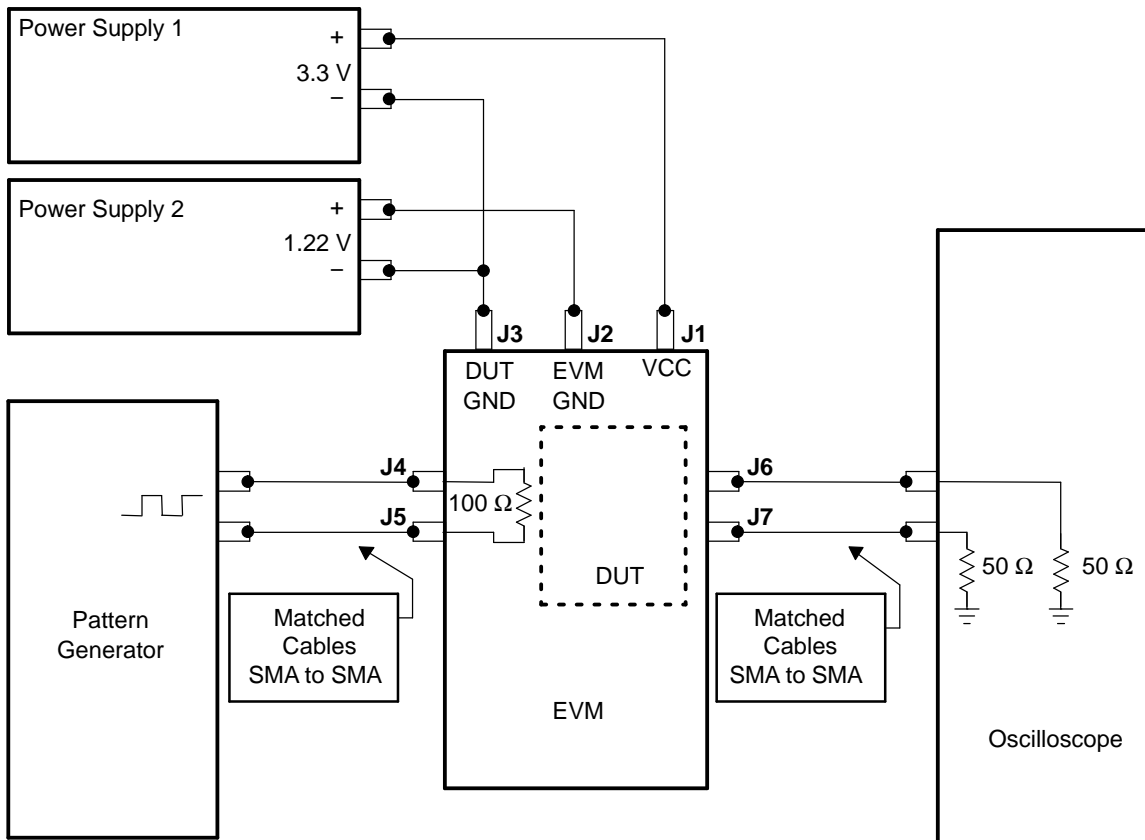 Power Supply 1
+
3.3 V
−
Power Supply 2
+
1.22 V
−
J3
J2
J1
DUT
GND
EVM
GND
VCC
J4
J5
100 Ω
DUT
EVM
J6
J7
50 Ω
50 Ω
Pattern
Generator
Matched
Cables
SMA to SMA
Matched
Cables
SMA to SMA
Oscilloscope